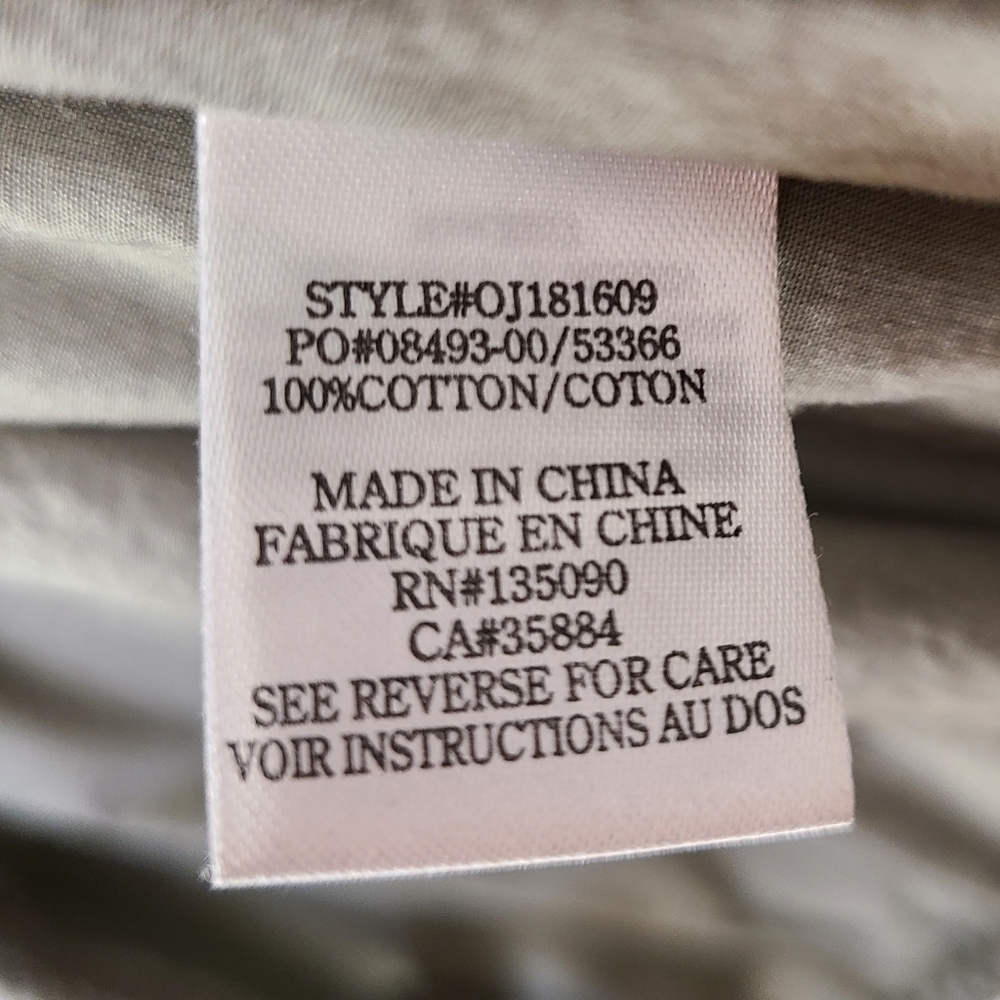 STYLE#OJ181609
PO#08493-00/53366
100%COTTON/COTON
MADE IN CHINA
FABRIQUE EN CHINE
RN#135090
CA#35884
SEE REVERSE FOR CARE
VOIR INSTRUCTIONS AU DOS